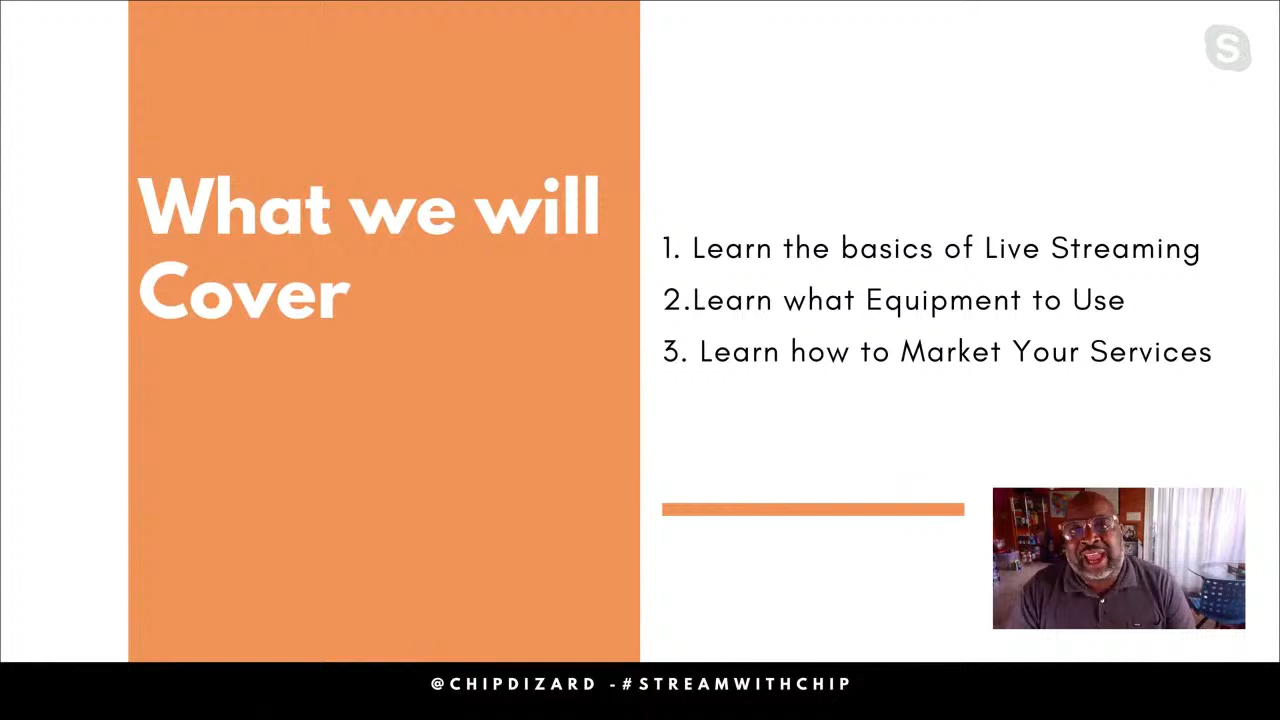 What we will
Cover
1. Learn the basics of Live Streaming
2.Learn what Equipment to Use
3. Learn how to Market Your Services
@CHIPDIZARD -#STREAMWITHCHIP
S